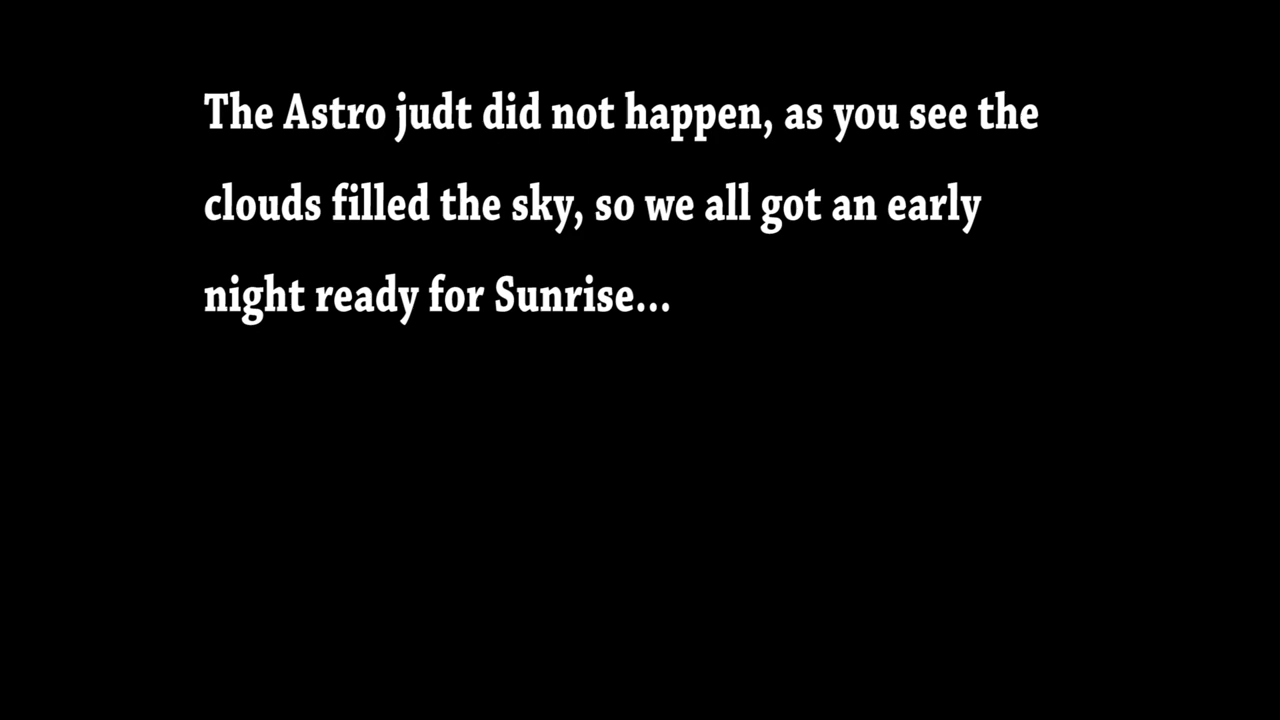 The Astro judt did not happen, as you see the
clouds filled the sky, so we all got an early
night ready for Sunrise...